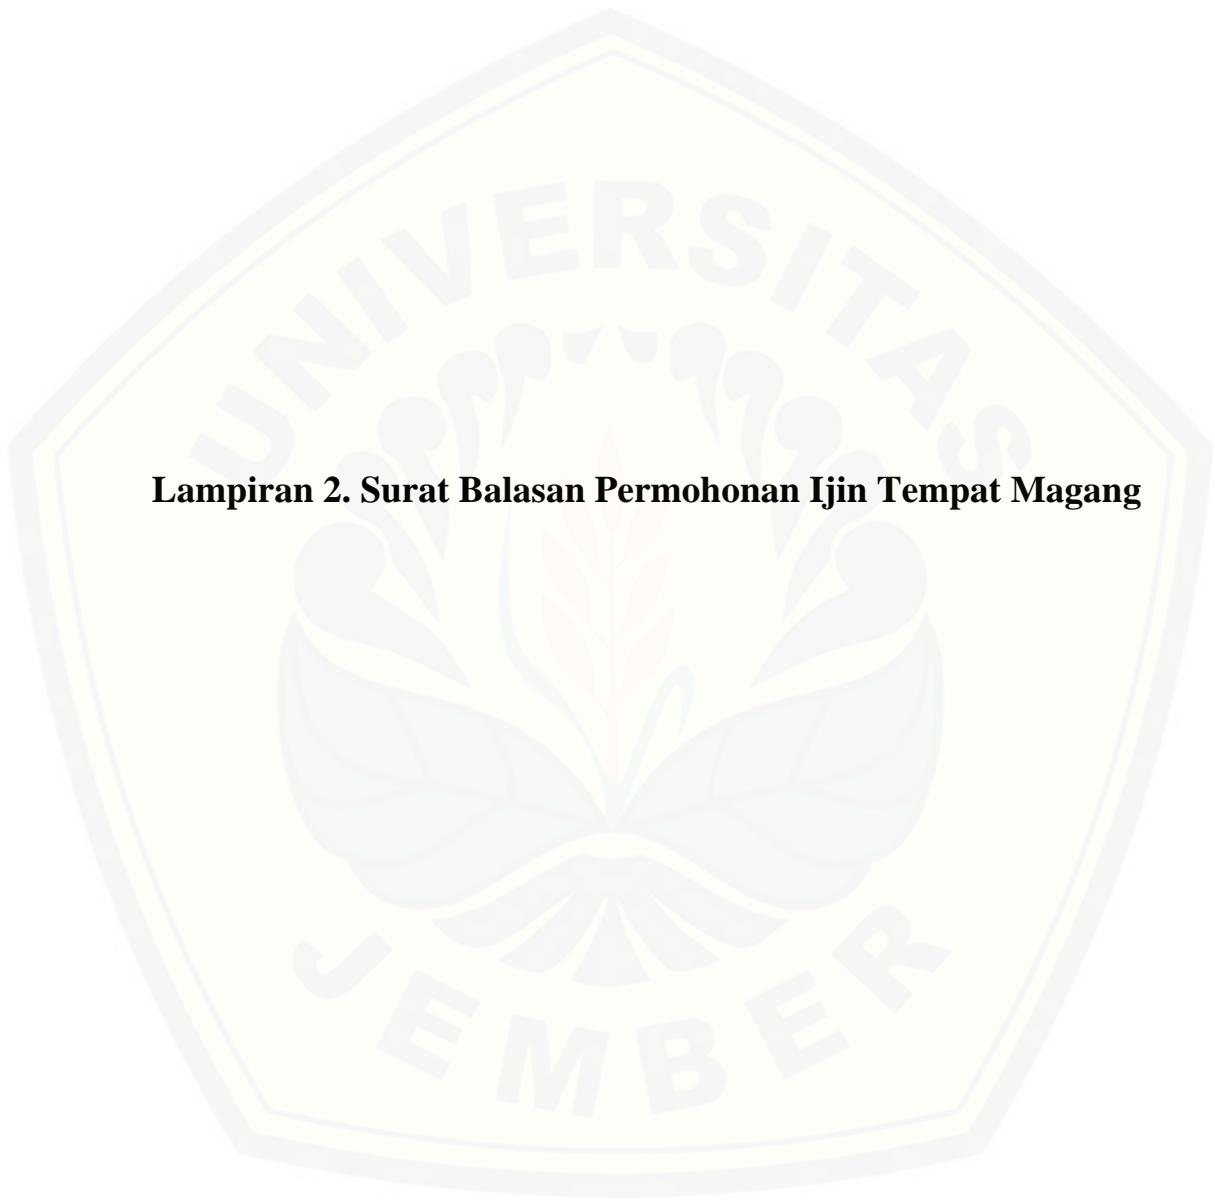 UNIVERSITAS
Lampiran 2. Surat Balasan Permohonan Ijin Tempat Magang
JEMBER